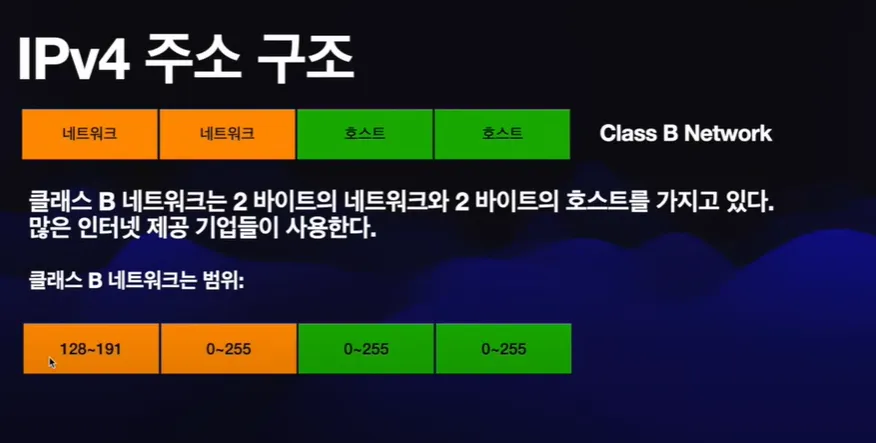 IPv4 주소 구조
네트워크 네트워크 호스트 호스트 Class B Network
클래스 B 네트워크는 2 바이트의 네트워크와 2 바이트의 호스트를 가지고 있다.
많은 인터넷 제공 기업들이 사용한다.
클래스 B 네트워크는 범위:
128~191 0~255 0~255 0~255